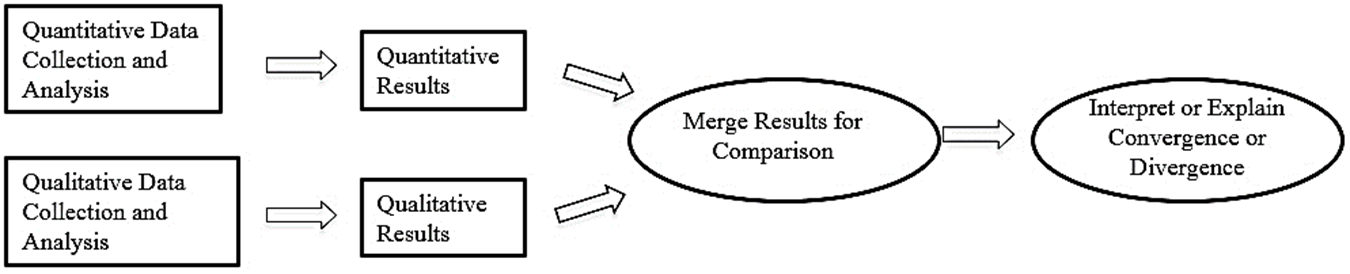 Quantitative Data
Collection and
Analysis
Quantitative
Results
Qualitative Data
Collection and
Analysis
Qualitative
Results
Merge Results for
Comparison
Interpret or Explain
Convergence or
Divergence